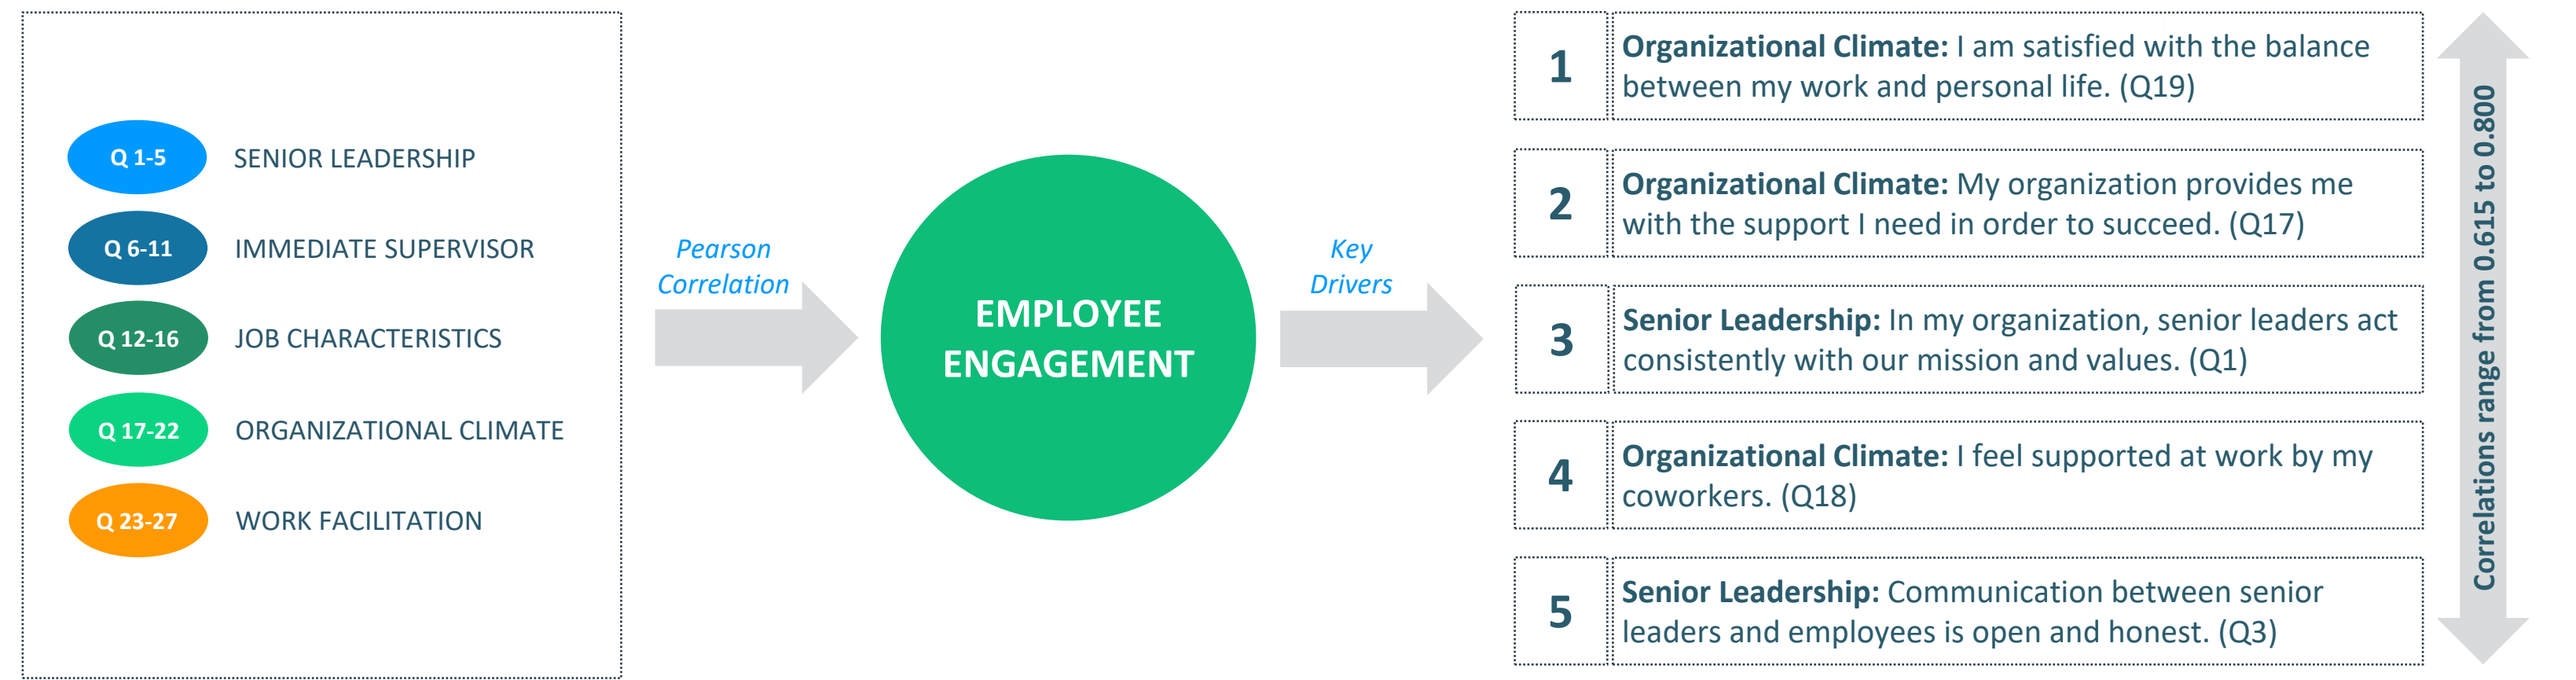 Q 1-5 SENIOR LEADERSHIP
Q 6-11 IMMEDIATE SUPERVISOR
Q 12-16 JOB CHARACTERISTICS
Q 17-22 ORGANIZATIONAL CLIMATE
Q 23-27 WORK FACILITATION
Pearson
Correlation
EMPLOYEE
ENGAGEMENT
Key
Drivers
1
Organizational Climate: I am satisfied with the balance
between my work and personal life. (Q19)
2
Organizational Climate: My organization provides me
with the support I need in order to succeed. (Q17)
3
Senior Leadership: In my organization, senior leaders act
consistently with our mission and values. (Q1)
4
Organizational Climate: I feel supported at work by my
coworkers. (Q18)
5
Senior Leadership: Communication between senior
leaders and employees is open and honest. (Q3)
Correlations range from 0.615 to 0.800